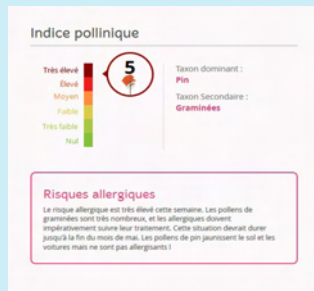 Indice pollinique
Très élevé
Élevé
Moyen
Faible
Très faible
Nul
5
Taxon dominant :
Pin
Taxon Secondaire :
Graminées
Risques allergiques
Le risque allergique est très élevé cette semaine. Les pollens de
graminées sont très nombreux, et les allergiques doivent
impérativement suivre leur traitement. Cette situation devrait durer
jusqu'à la fin du mois de mai. Les pollens de pin jaunissent le sol et les
voitures mais ne sont pas allergisants !